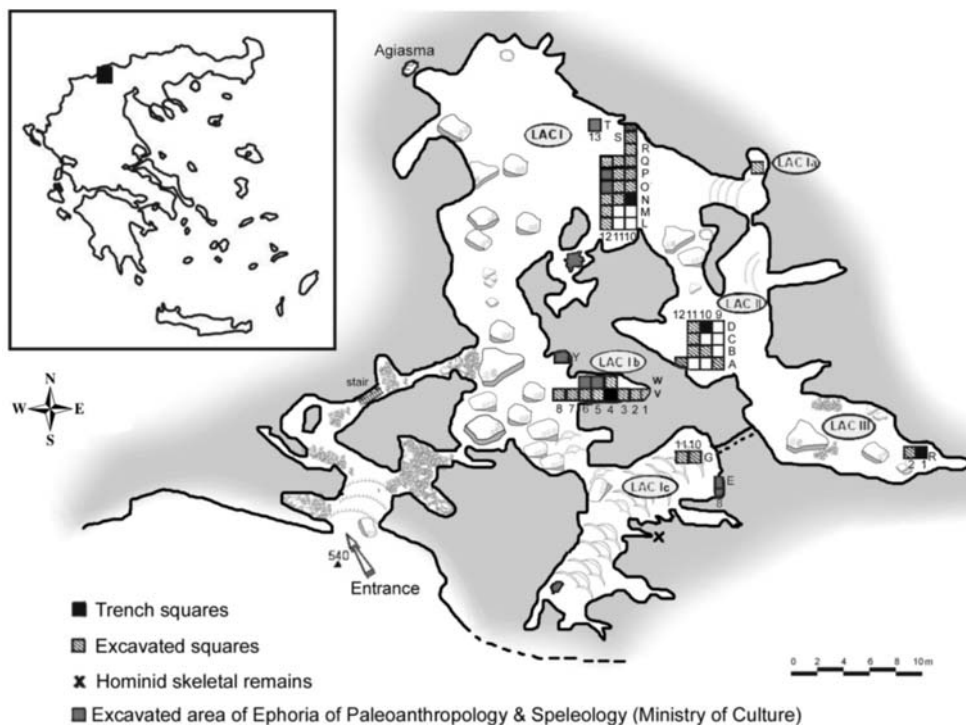 Agiasma
LAC I
T
13
S
R
Q
P
O
N
M
L
12 11 10
LAC Ia
LAC II
12 11 10 9
D
C
B
A
LAC Ib
Y
W
V
8 7 6 5 4 3 2 1
stair
N
W E
S
LAC III
R
2 1
11 10
G
LAC Ic
E
8
540
Entrance
Trench squares
Excavated squares
x Hominid skeletal remains
Excavated area of Ephoria of Paleoanthropology & Speleology (Ministry of Culture)
0 2 4 6 8 10m